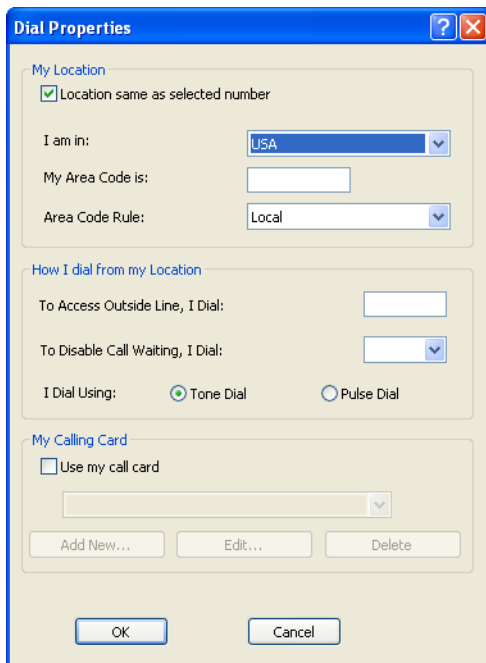 Dial Properties
My Location
Location same as selected number
I am in: USA
My Area Code is:
Area Code Rule: Local
How I dial from my Location
To Access Outside Line, I Dial:
To Disable Call Waiting, I Dial:
I Dial Using: Tone Dial Pulse Dial
My Calling Card
Use my call card
Add New... Edit... Delete
OK Cancel